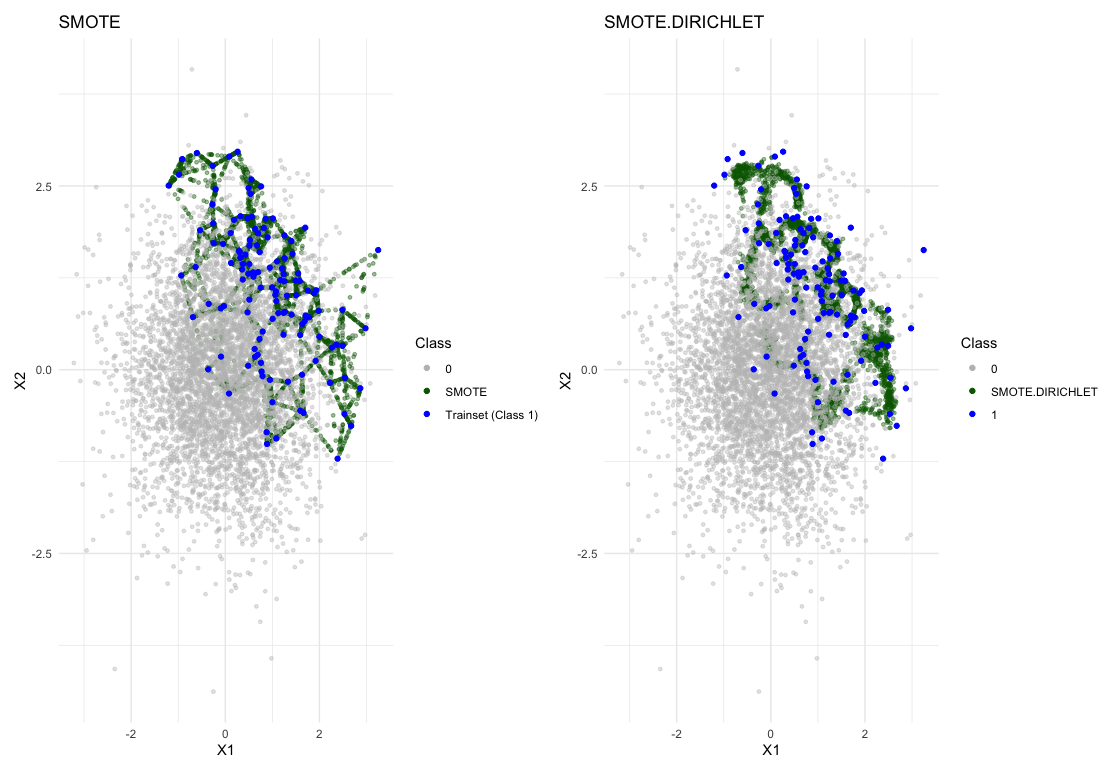 SMOTE
X2
2.5
0.0
-2.5
-2
0
2
X1
Class
0
SMOTE
Trainset (Class 1)
SMOTE.DIRICHLET
X2
2.5
0.0
-2.5
-2
0
2
X1
Class
0
SMOTE.DIRICHLET
1